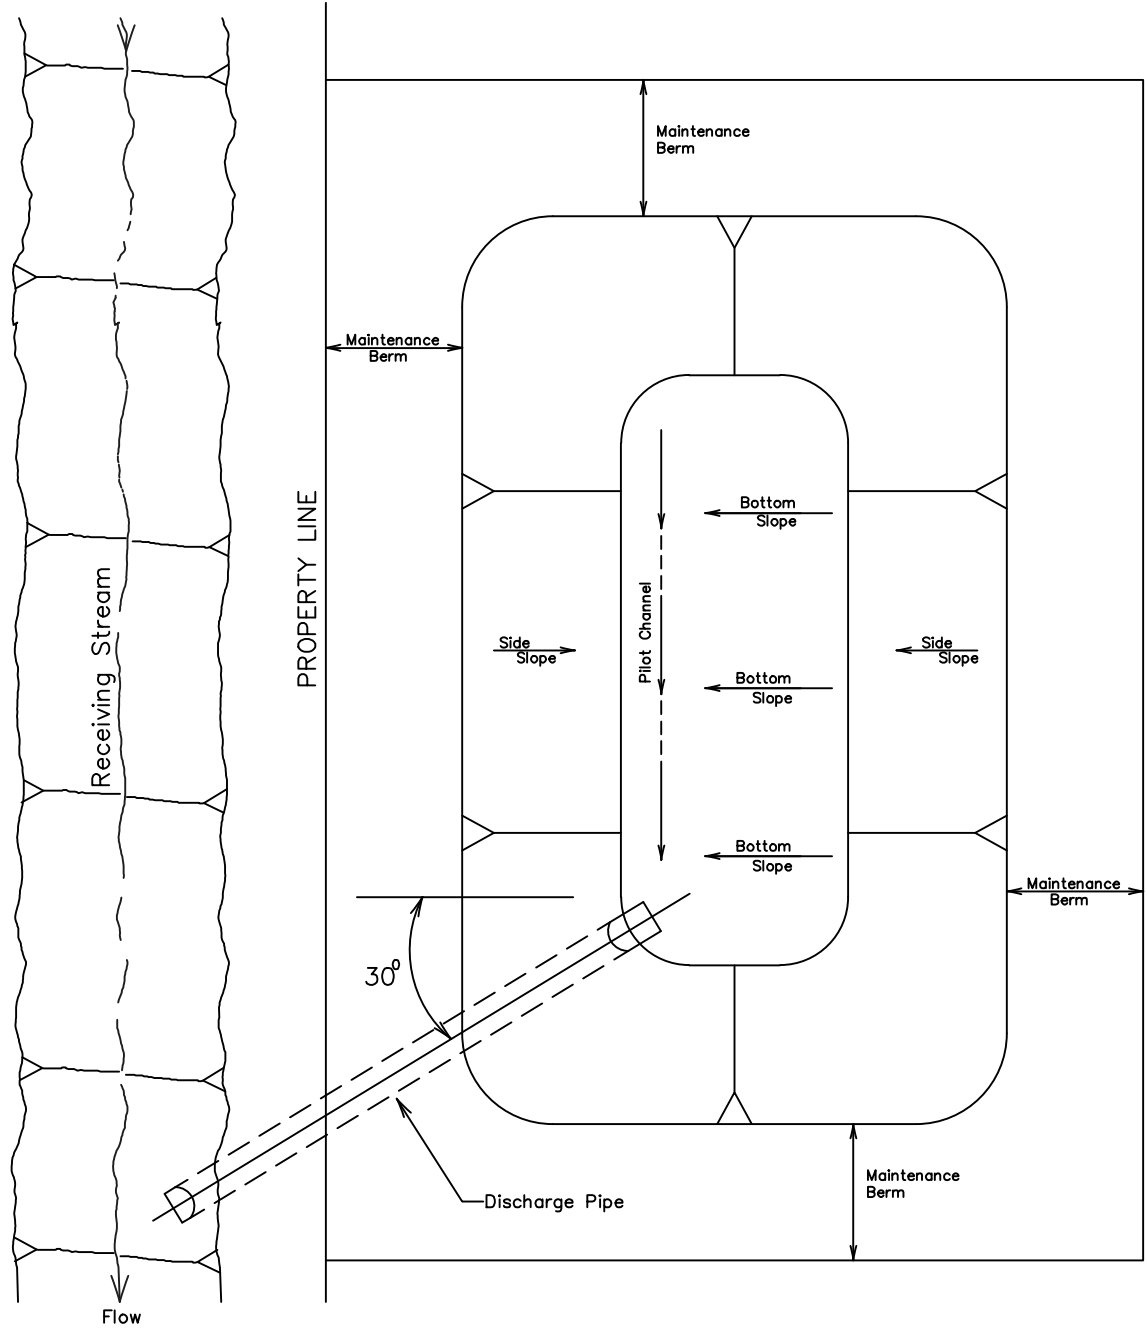 Maintenance
Berm
Maintenance
Berm
PROPERTY LINE
Bottom
Slope
Pilot Channel
Receiving Stream
Side
Slope
Side
Slope
Bottom
Slope
Bottom
Slope
Maintenance
Berm
30⁰
Maintenance
Berm
Discharge Pipe
Flow